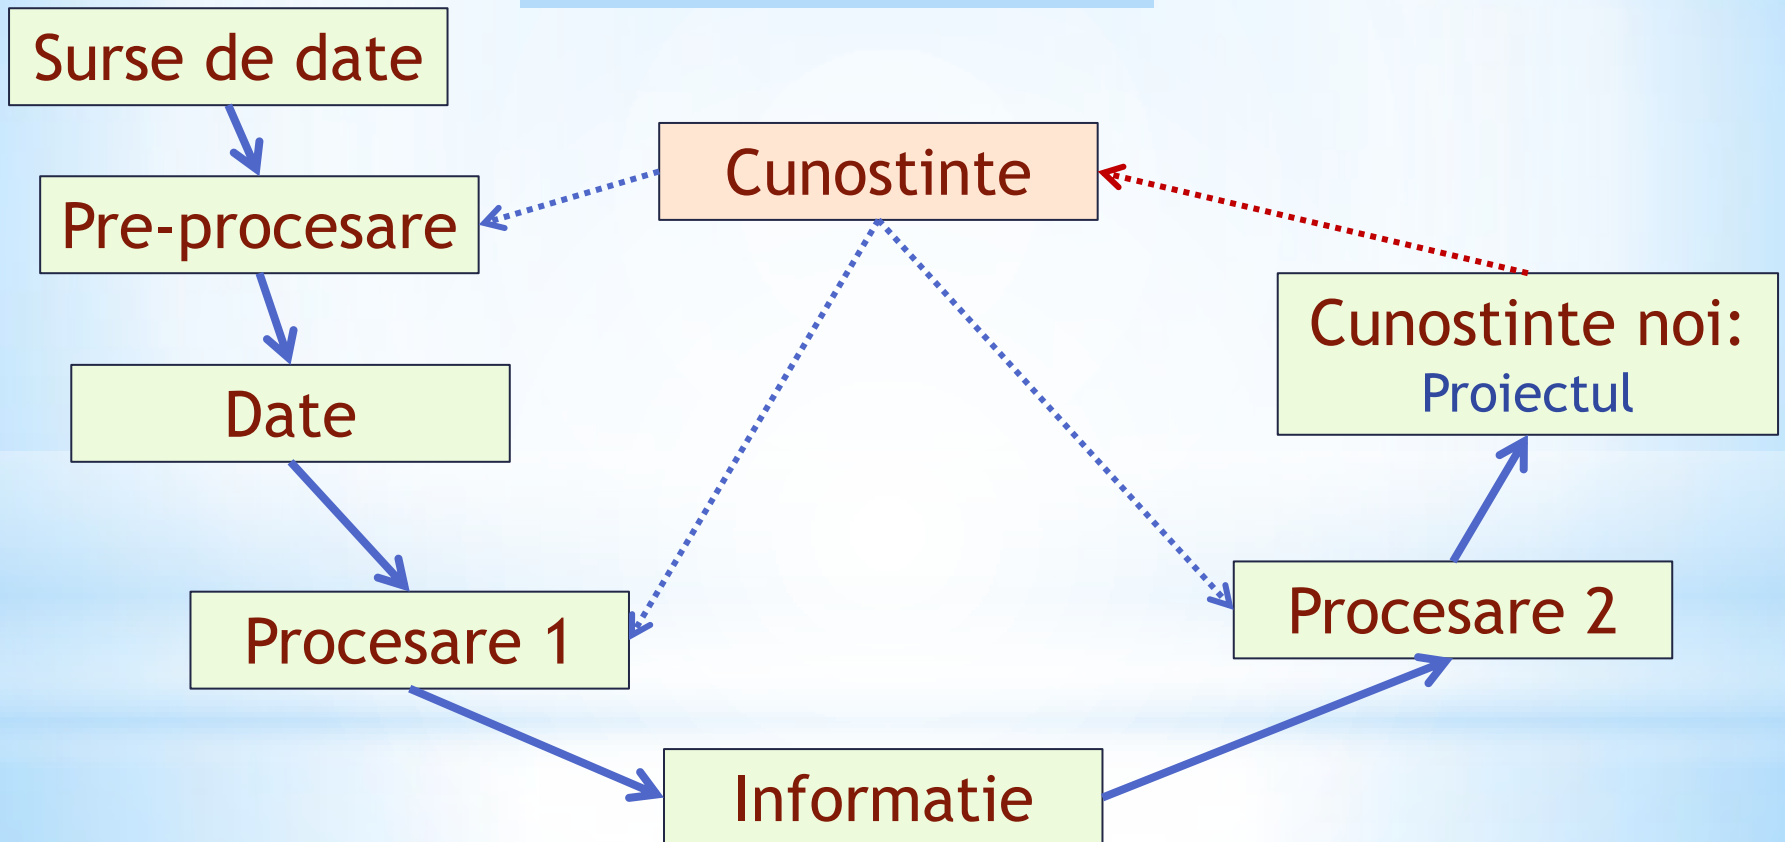 Surse de date
Pre-procesare
Date
Procesare 1
Informatie
Procesare 2
Cunostinte noi:
Proiectul
Cunostinte